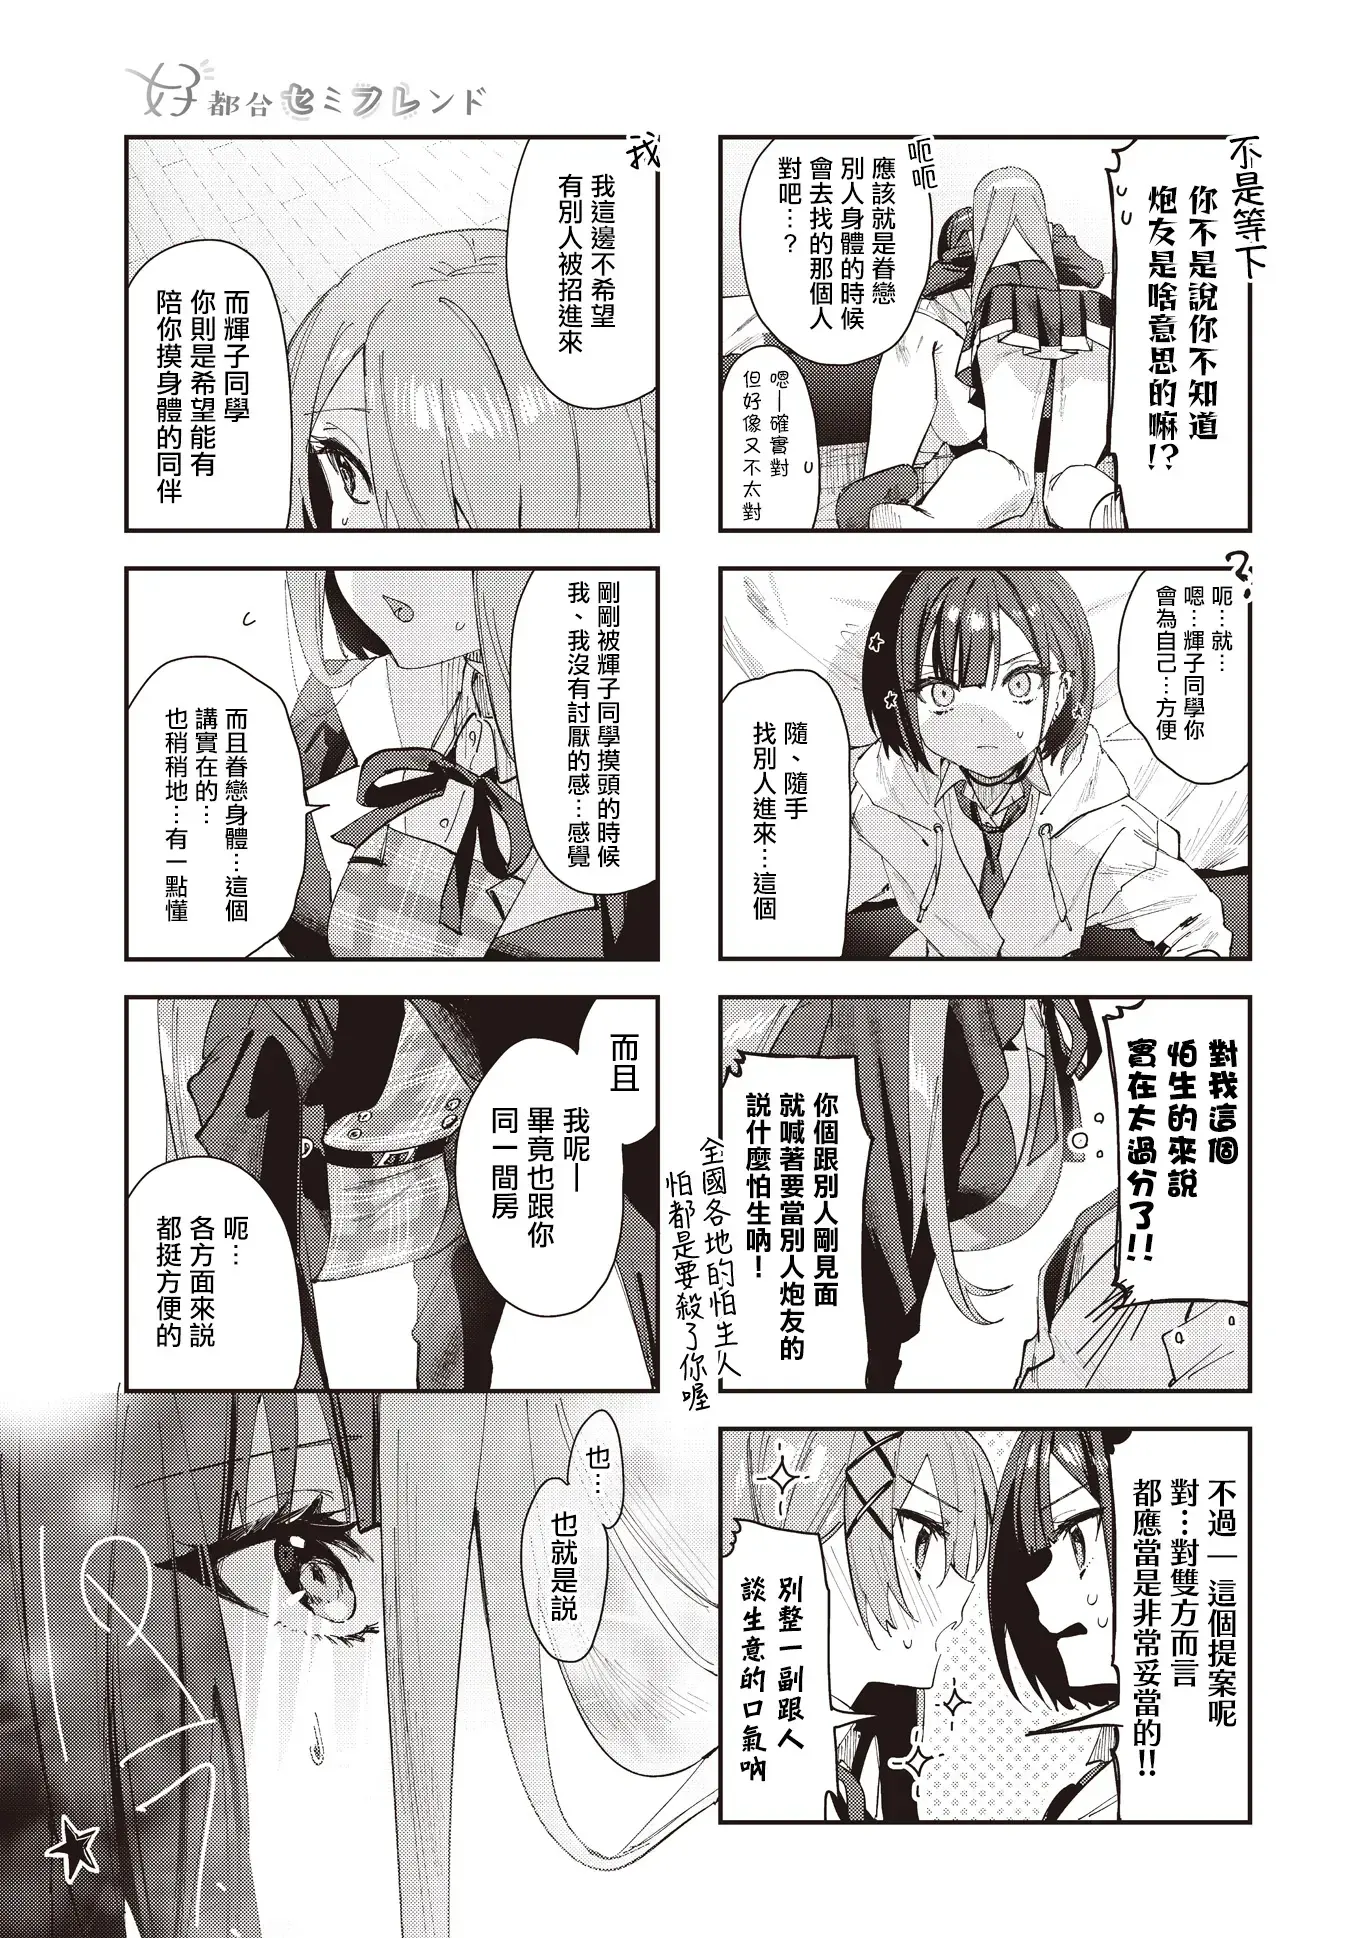 好都合セミフレンド
不是等下
你不是說你不知道
炮友是啥意思的嘛!?
呃呃
應該就是眷戀
別人身體的時候
會去找的那個人
對吧…?
嗯—確實對
但好像又不太對
?
呃…就…
嗯…輝子同學你
會為自己…方便
隨、隨手
找別人進來…這個
對我這個
怕生的來說
實在太過分了!!
你個跟別人剛見面
就喊著要當別人炮友的
說什麼怕生吶!
全國各地的怕生人
怕都是要殺了你喔
不過—這個提案呢
對…對雙方而言
都應當是非常妥當的!!
別整一副跟人
談生意的口氣吶
我
我這邊不希望
有別人被招進來
而輝子同學
你則是希望能有
陪你摸身體的同伴
剛剛被輝子同學摸頭的時候
我、我沒有討厭的感…感覺
而且眷戀身體…這個
講實在的…
也稍稍地…有一點懂
而且
我呢—
畢竟也跟你
同一間房
呃…
各方面來說
都挺方便的
也…
也就是說